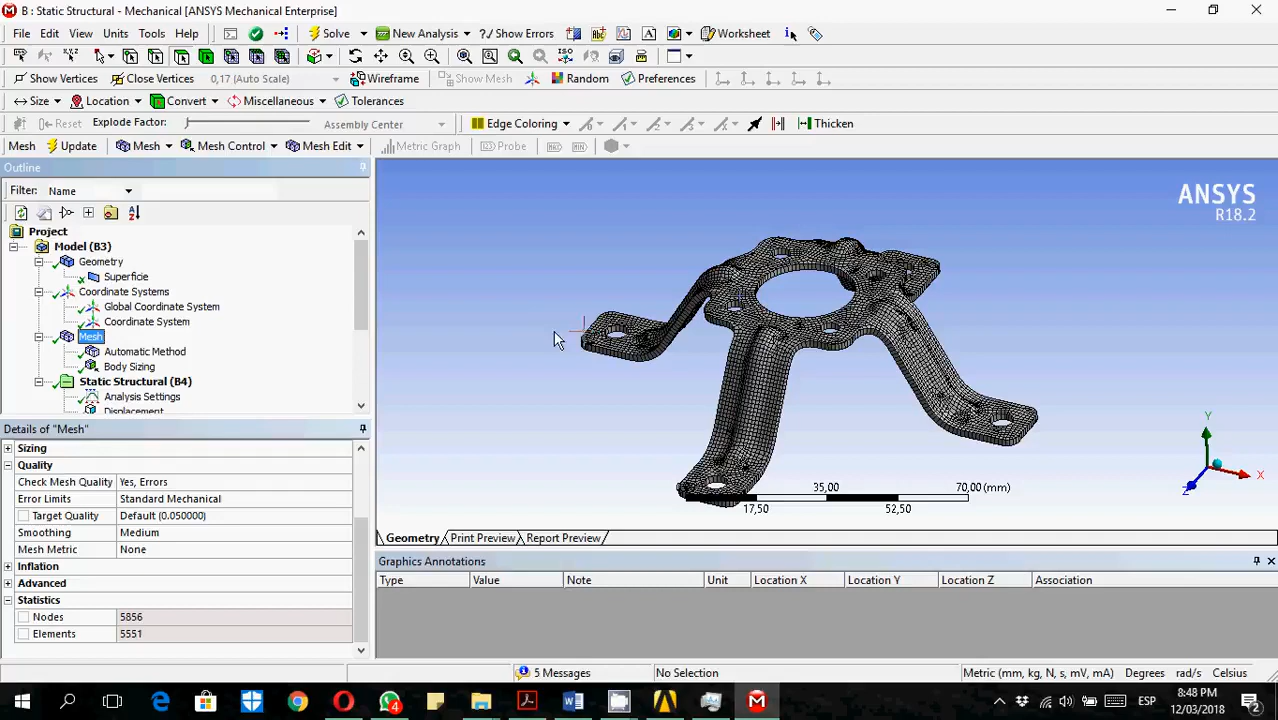 B : Static Structural - Mechanical [ANSYS Mechanical Enterprise]
File Edit View Units Tools Help Solve New Analysis ?/ Show Errors A Worksheet
Show Vertices Close Vertices 0,17 (Auto Scale) Wireframe Show Mesh Random Preferences
Size Location Convert Miscellaneous Tolerances
Reset Explode Factor: Assembly Center Edge Coloring Thicken
Mesh Update Mesh Mesh Control Mesh Edit Metric Graph Probe MAX MIN
Outline
Filter: Name
Project
Model (B3)
Geometry
Superficie
Coordinate Systems
Global Coordinate System
Coordinate System
Mesh
Automatic Method
Body Sizing
Static Structural (B4)
Analysis Settings
Displacement
Details of "Mesh"
Sizing
Quality
Check Mesh Quality Yes, Errors
Error Limits Standard Mechanical
Target Quality Default (0.050000)
Smoothing Medium
Mesh Metric None
Inflation
Advanced
Statistics
Nodes 5856
Elements 5551
ANSYS
R18.2
35,00 70,00 (mm)
17,50 52,50
Y
X
Z
Geometry Print Preview Report Preview
Graphics Annotations
Type Value Note Unit Location X Location Y Location Z Association
5 Messages No Selection Metric (mm, kg, N, s, mV, mA) Degrees rad/s Celsius
4 ESP 8:48 PM
12/03/2018 2